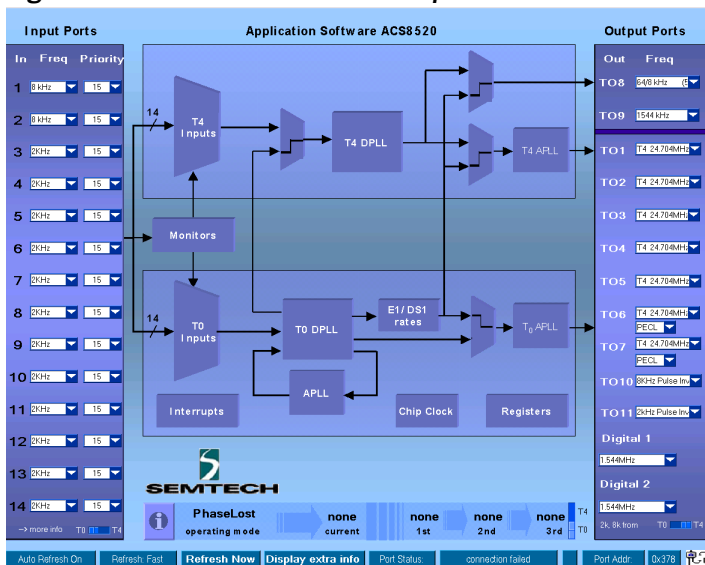 Input Ports
Application Software ACS8520
Output Ports
In Freq Priority
Out Freq
1 8 kHz 15
2 8 kHz 15
3 2KHz 15
4 2KHz 15
5 2KHz 15
6 2KHz 15
7 2KHz 15
8 2KHz 15
9 2KHz 15
10 2KHz 15
11 2KHz 15
12 2KHz 15
13 2KHz 15
14 2KHz 15
--> more info T0 T4
14
T4 Inputs
T4 DPLL
T4 APLL
Monitors
14
T0 Inputs
T0 DPLL
E1/DS1 rates
T0 APLL
APLL
Interrupts
Chip Clock
Registers
TO8 64/8 kHz
TO9 1544 kHz
TO1 T4 24.704MHz
TO2 T4 24.704MHz
TO3 T4 24.704MHz
TO4 T4 24.704MHz
TO5 T4 24.704MHz
TO6 T4 24.704MHz
PECL
TO7 T4 24.704MHz
PECL
TO10 8KHz Pulse Inv
TO11 2kHz Pulse Inv
Digital 1
1.544MHz
Digital 2
1.544MHz
2k, 8k from T0 T4
SEMTECH
PhaseLost
operating mode
none
current
none
1st
none
2nd
none
3rd
T4
T0
Auto Refresh On Refresh: Fast Refresh Now Display extra info Port Status: connection failed Port Addr: 0x378